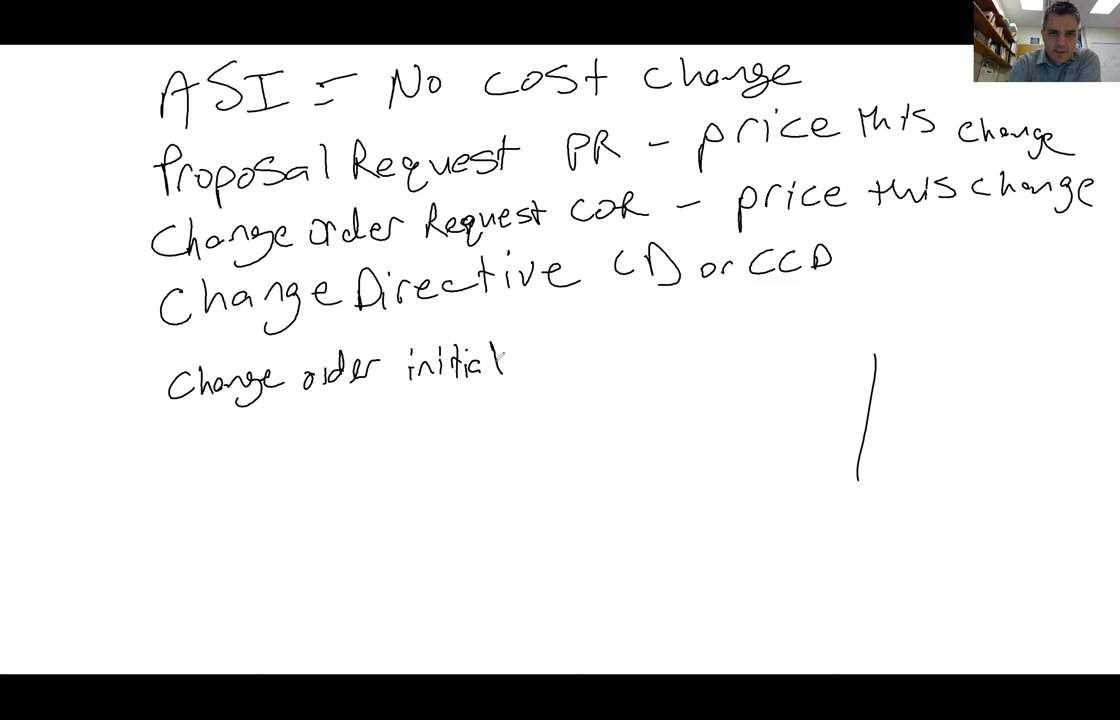 ASI = No cost change
Proposal Request PR - price this change
Change order Request COR - price this change
Change Directive CD or CCD
Change order initial